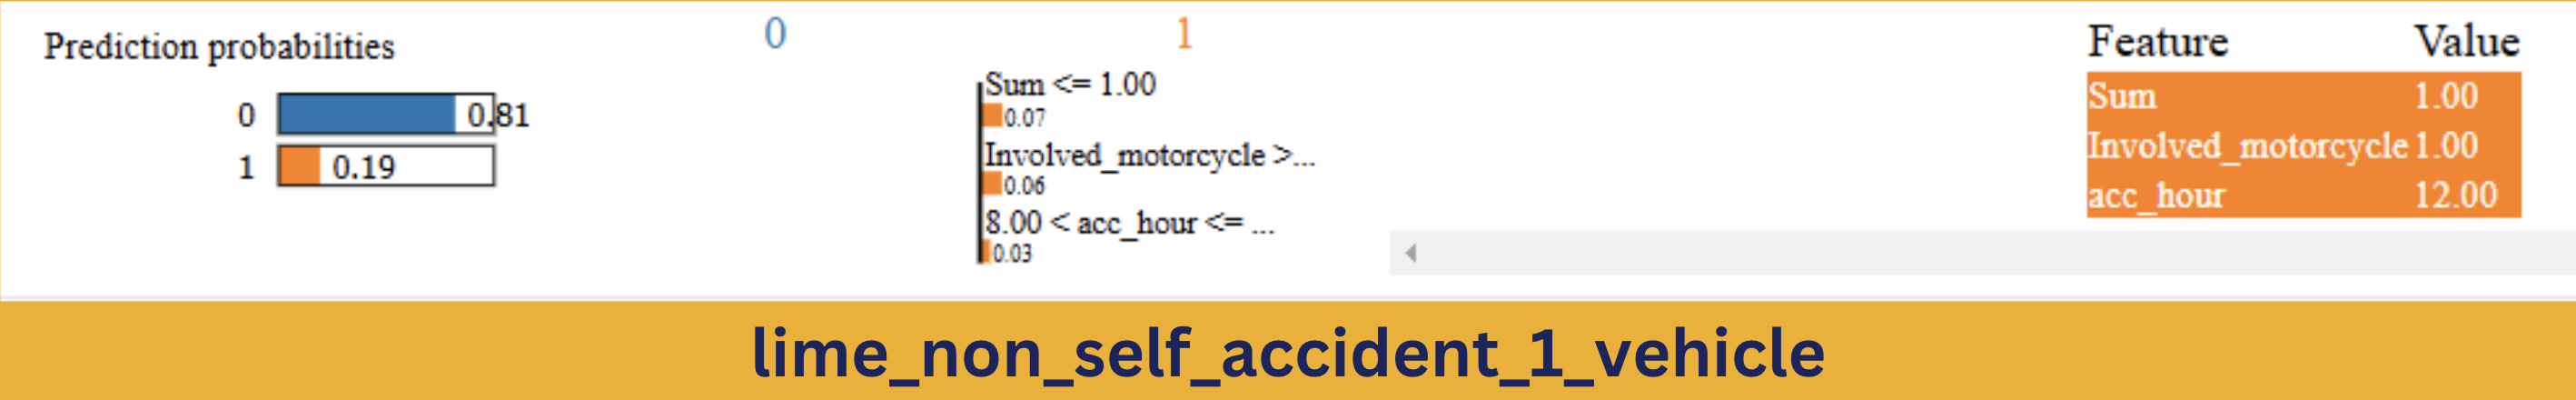 Prediction probabilities
0 0.81
1 0.19
0 1
Sum <= 1.00
0.07
Involved_motorcycle >...
0.06
8.00 < acc_hour <= ...
0.03
Feature Value
Sum 1.00
Involved_motorcycle 1.00
acc_hour 12.00
lime_non_self_accident_1_vehicle